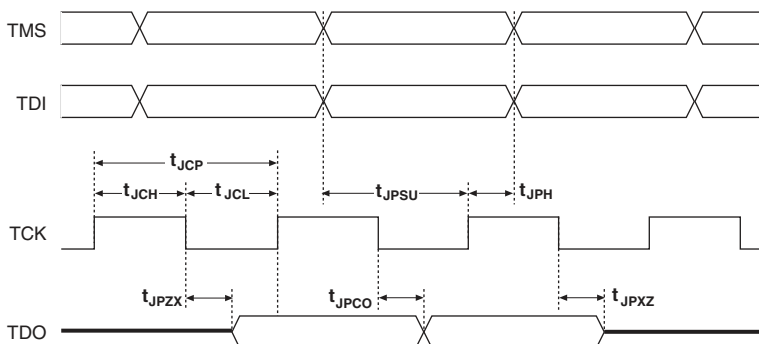 TMS
TDI
tJCP
tJCH tJCL tJPSU tJPH
TCK
tJPZX tJPCO tJPXZ
TDO